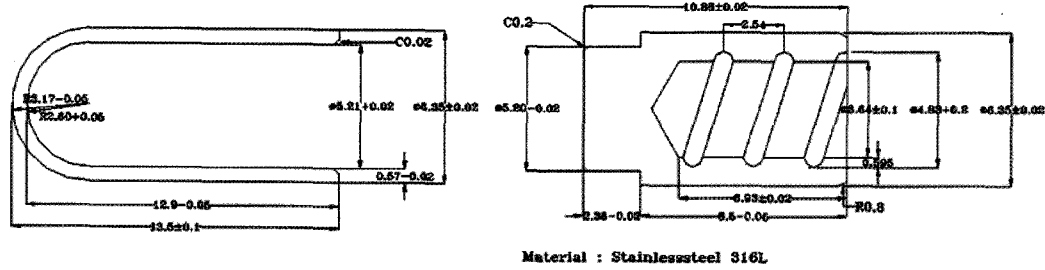 R3.17-0.05
R2.60+0.05
C0.02
ø5.21+0.02
ø6.35±0.02
0.57-0.02
12.9-0.05
13.5±0.1
C0.2
10.88±0.02
2.54
ø5.20-0.02
ø3.64±0.1
ø4.83+0.2
ø6.35±0.02
0.595
6.93±0.02
R0.8
2.38-0.02
8.5-0.05
Material : Stainlesssteel 316L